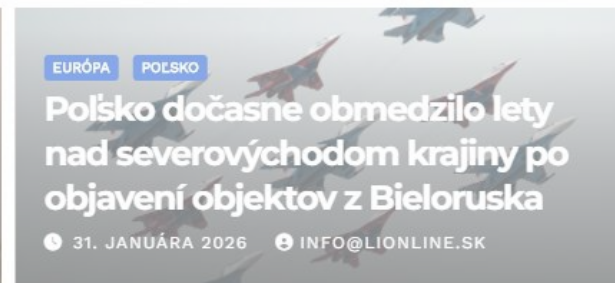 EURÓPA POĽSKO
Poľsko dočasne obmedzilo lety
nad severovýchodom krajiny po
objavení objektov z Bieloruska
31. JANUÁRA 2026 INFO@LIONLINE.SK